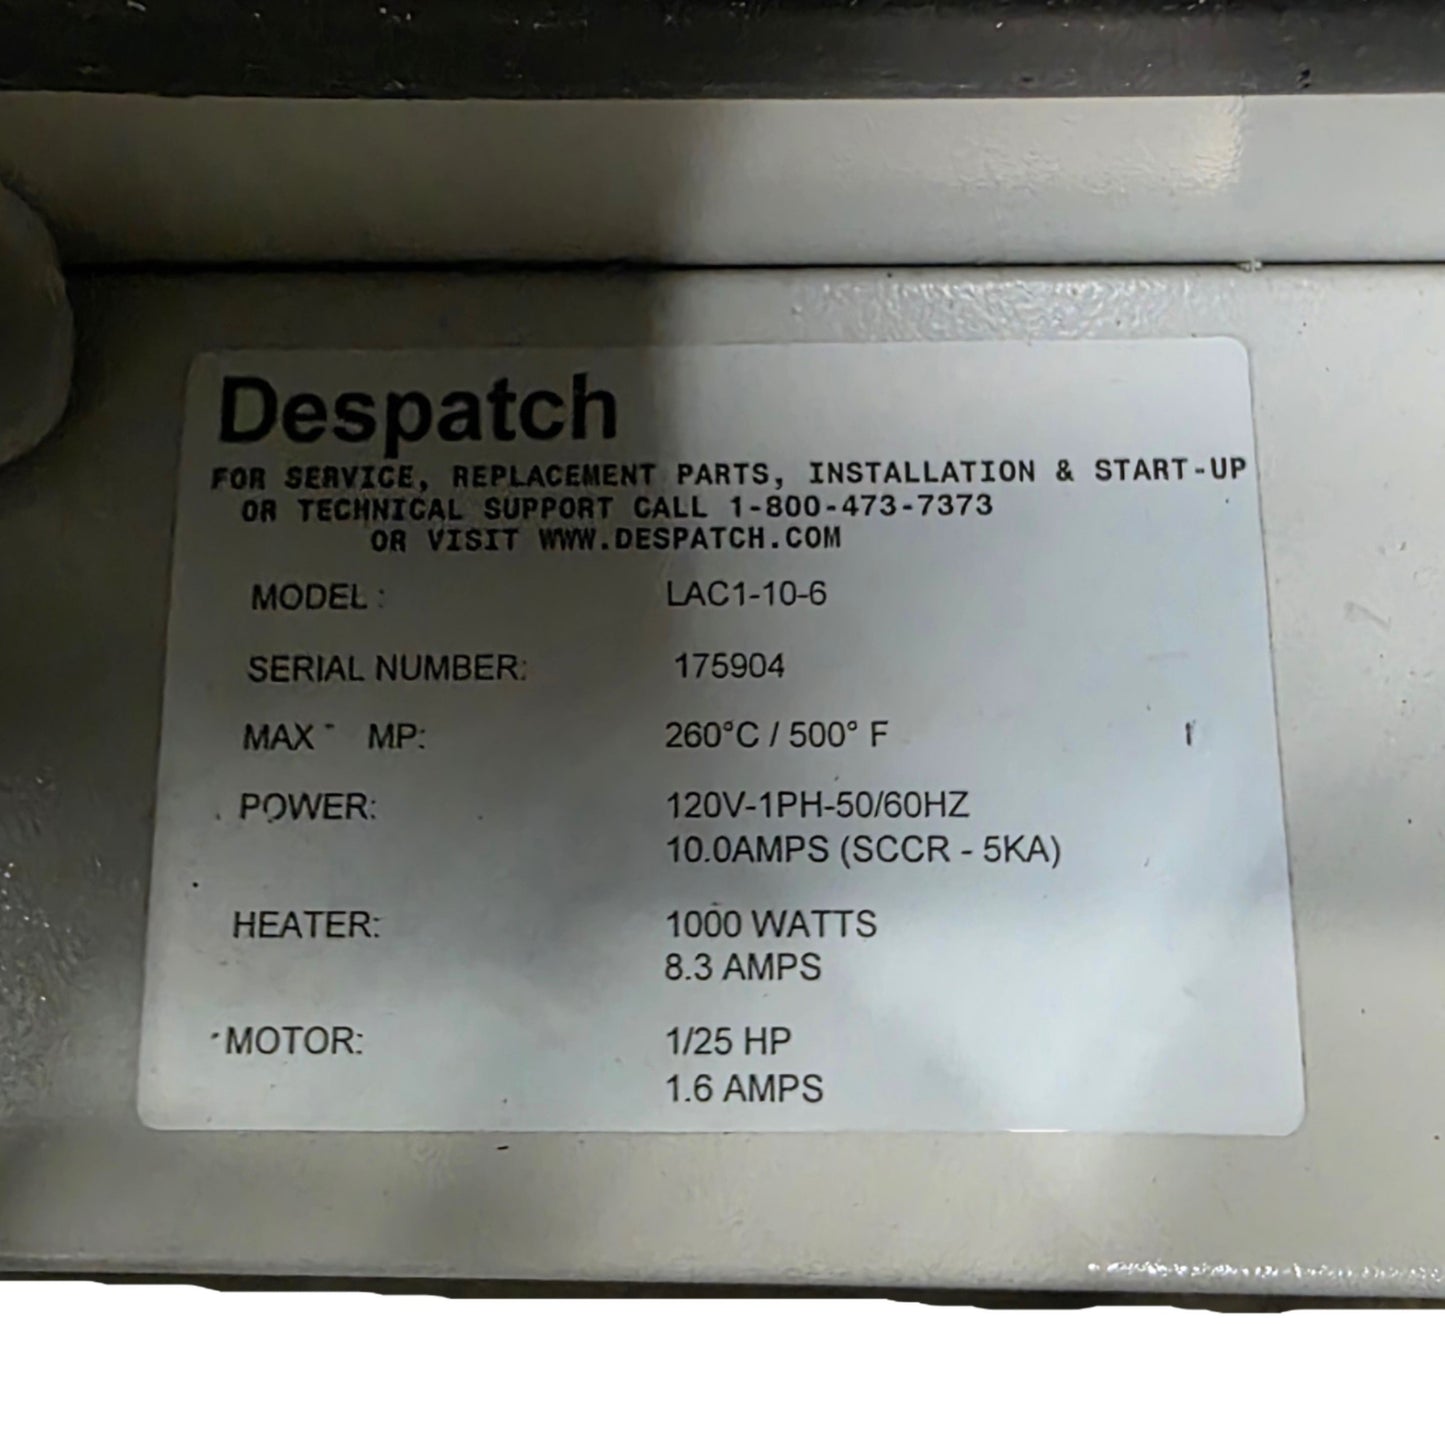 Despatch
FOR SERVICE, REPLACEMENT PARTS, INSTALLATION & START-UP
OR TECHNICAL SUPPORT CALL 1-800-473-7373
OR VISIT WWW.DESPATCH.COM
MODEL: LAC1-10-6
SERIAL NUMBER: 175904
MAX MP: 260°C / 500° F
POWER: 120V-1PH-50/60HZ
10.0AMPS (SCCR - 5KA)
HEATER: 1000 WATTS
8.3 AMPS
MOTOR: 1/25 HP
1.6 AMPS